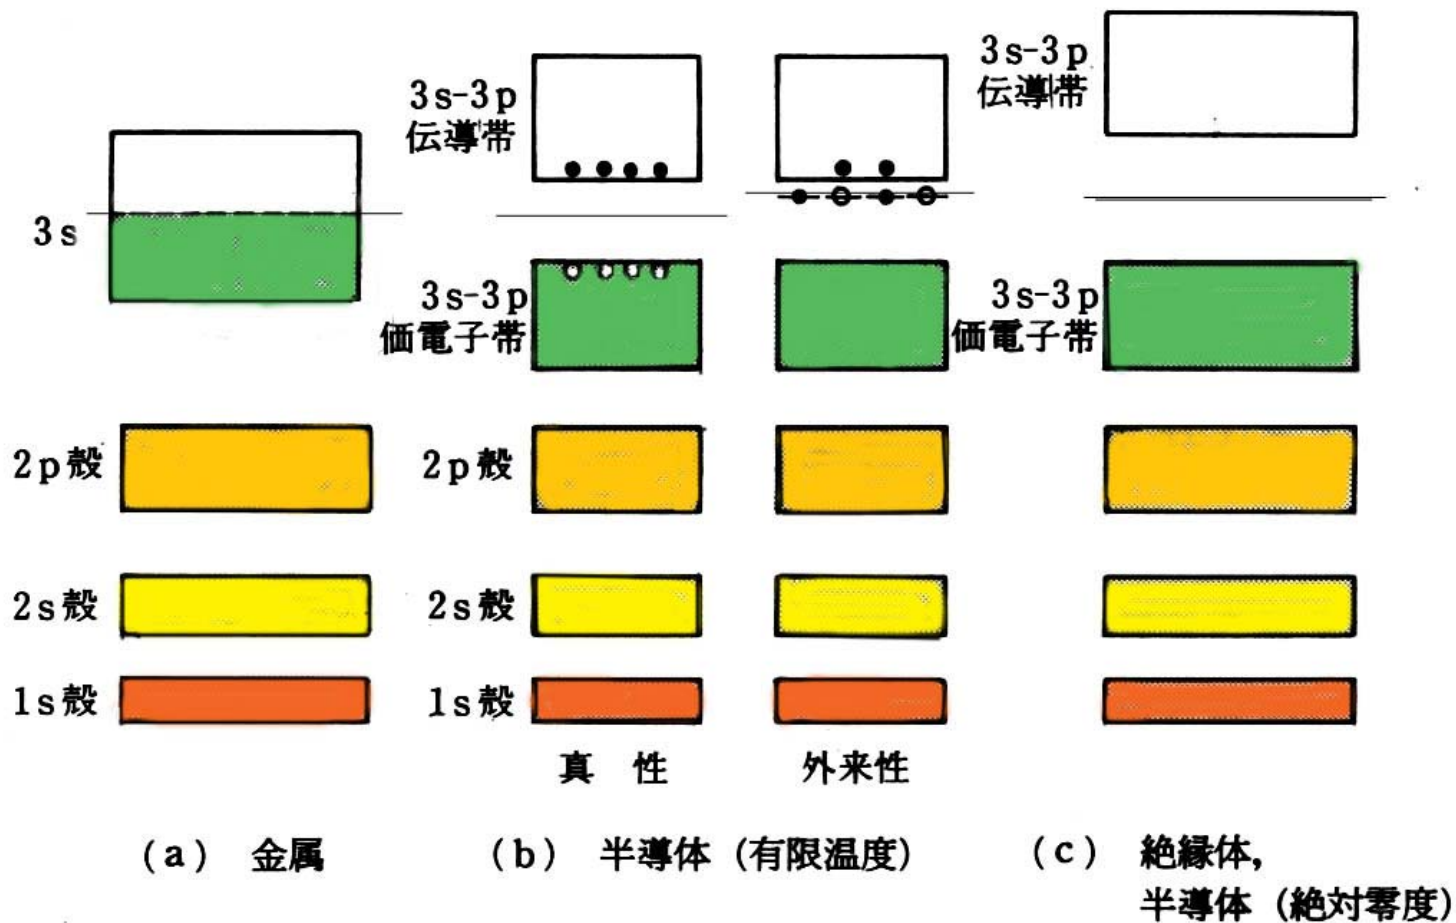 3s
2p殻
2s殻
1s殻
3s-3p
伝導帯
3s-3p
価電子帯
2p殻
2s殻
1s殻
真 性
外来性
3s-3p
伝導帯
3s-3p
価電子帯
(a) 金属
(b) 半導体 (有限温度)
(c) 絶縁体,
半導体 (絶対零度)